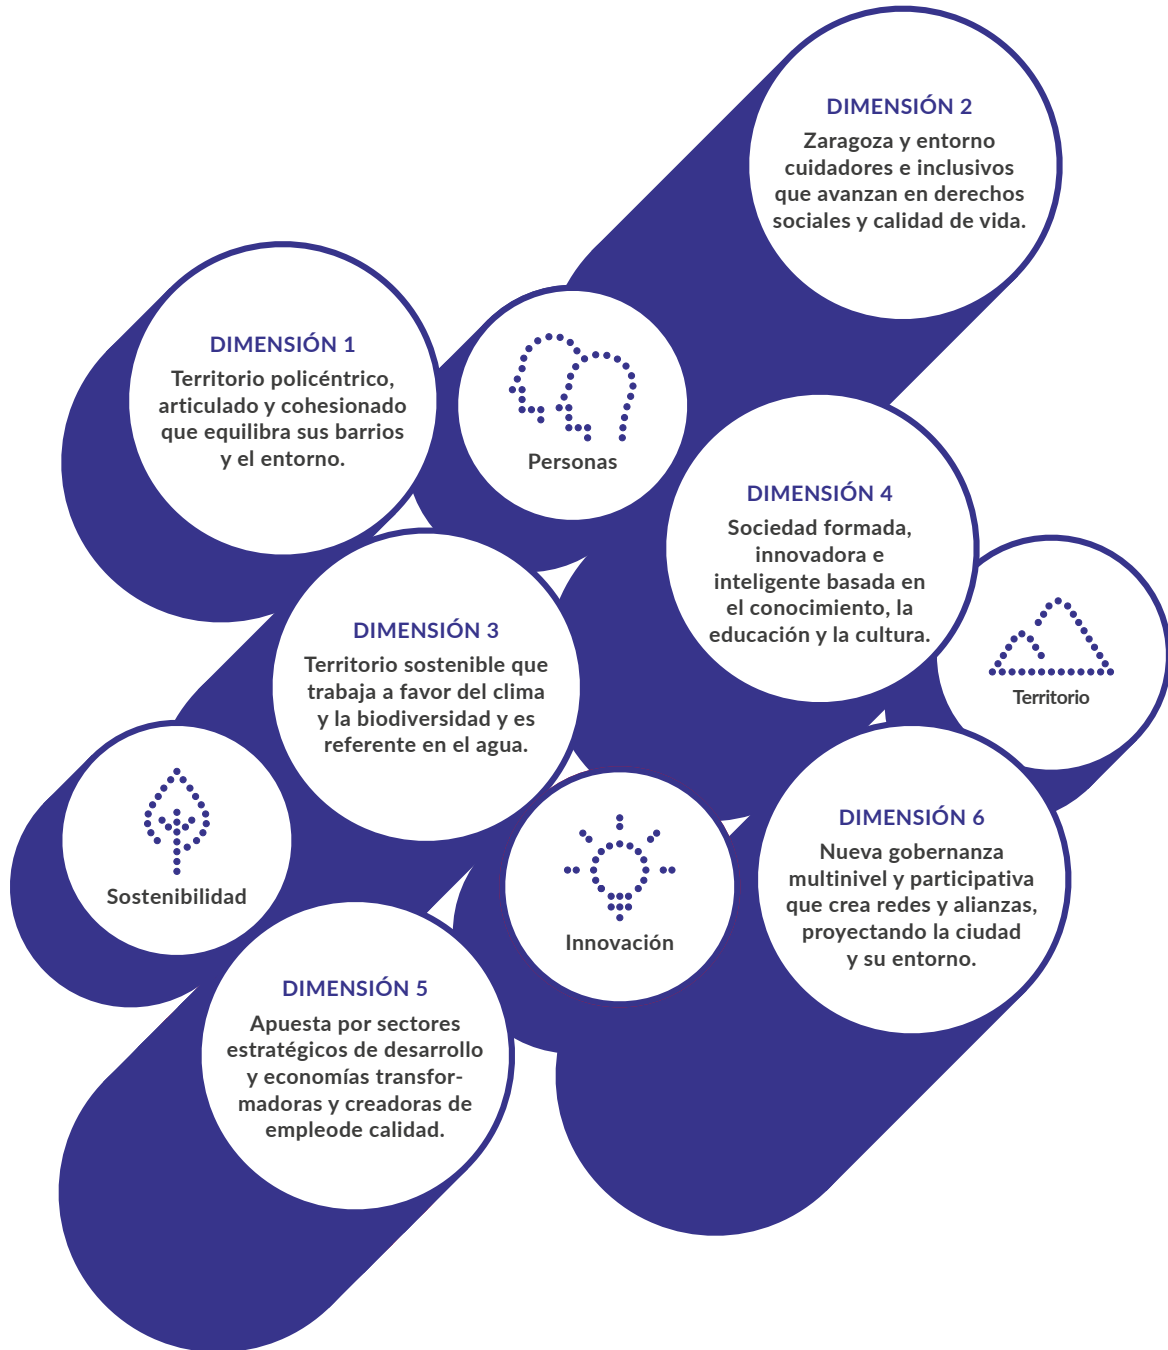 DIMENSIÓN 2
Zaragoza y entorno
cuidadores e inclusivos
que avanzan en derechos
sociales y calidad de vida.
DIMENSIÓN 1
Territorio policéntrico,
articulado y cohesionado
que equilibra sus barrios
y el entorno.
Personas
DIMENSIÓN 4
Sociedad formada,
innovadora e
inteligente basada en
el conocimiento, la
educación y la cultura.
DIMENSIÓN 3
Territorio sostenible que
trabaja a favor del clima
y la biodiversidad y es
referente en el agua.
Territorio
Sostenibilidad
Innovación
DIMENSIÓN 6
Nueva gobernanza
multinivel y participativa
que crea redes y alianzas,
proyectando la ciudad
y su entorno.
DIMENSIÓN 5
Apuesta por sectores
estratégicos de desarrollo
y economías transfor-
madoras y creadoras de
empleode calidad.